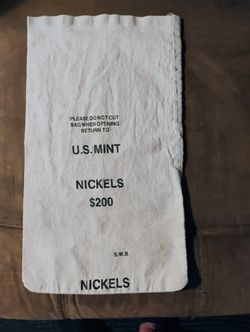 PLEASE DO NOT CUT
BAG WHEN OPENING
RETURN TO
U.S. MINT
NICKELS
$200
S.W.B.
NICKELS